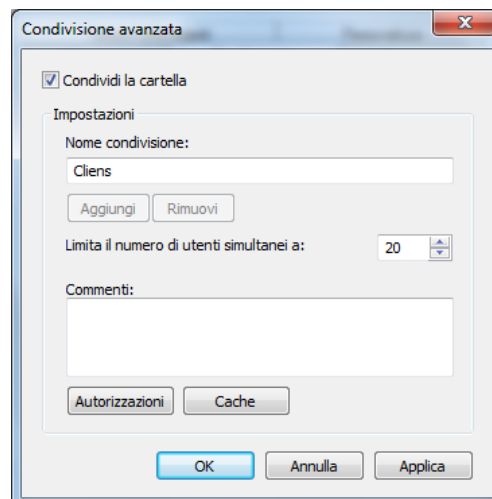 Condivisione avanzata
Condividi la cartella
Impostazioni
Nome condivisione:
Cliens
Aggiungi Rimuovi
Limita il numero di utenti simultanei a: 20
Commenti:
Autorizzazioni Cache
OK Annulla Applica